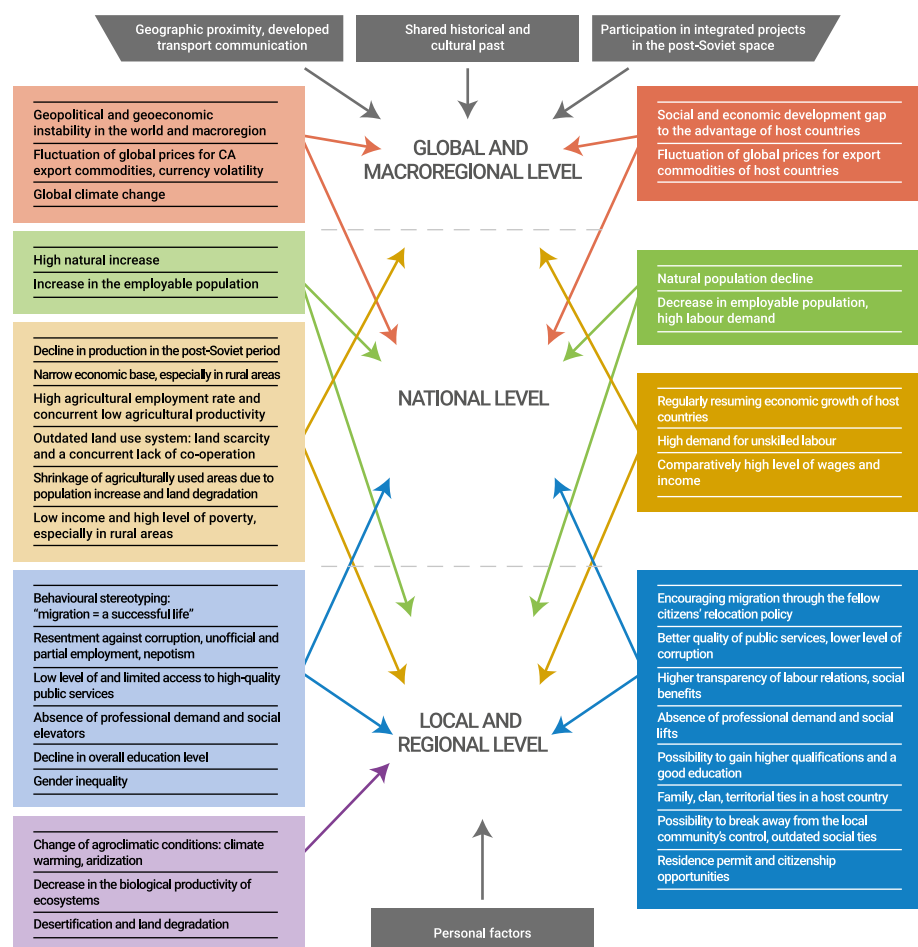 Geographic proximity, developed
transport communication
Shared historical and
cultural past
Participation in integrated projects
in the post-Soviet space
Geopolitical and geoeconomic
instability in the world and macroregion
Fluctuation of global prices for CA
export commodities, currency volatility
Global climate change
GLOBAL AND
MACROREGIONAL LEVEL
Social and economic development gap
to the advantage of host countries
Fluctuation of global prices for export
commodities of host countries
High natural increase
Increase in the employable population
Natural population decline
Decrease in employable population,
high labour demand
Decline in production in the post-Soviet period
Narrow economic base, especially in rural areas
High agricultural employment rate and
concurrent low agricultural productivity
Outdated land use system: land scarcity
and a concurrent lack of co-operation
Shrinkage of agriculturally used areas due to
population increase and land degradation
Low income and high level of poverty,
especially in rural areas
NATIONAL LEVEL
Regularly resuming economic growth of host
countries
High demand for unskilled labour
Comparatively high level of wages and
income
Behavioural stereotyping:
“migration = a successful life”
Resentment against corruption, unofficial and
partial employment, nepotism
Low level of and limited access to high-quality
public services
Absence of professional demand and social
elevators
Decline in overall education level
Gender inequality
LOCAL AND
REGIONAL LEVEL
Encouraging migration through the fellow
citizens’ relocation policy
Better quality of public services, lower level of
corruption
Higher transparency of labour relations, social
benefits
Absence of professional demand and social
lifts
Possibility to gain higher qualifications and a
good education
Family, clan, territorial ties in a host country
Possibility to break away from the local
community’s control, outdated social ties
Residence permit and citizenship
opportunities
Change of agroclimatic conditions: climate
warming, aridization
Decrease in the biological productivity of
ecosystems
Desertification and land degradation
Personal factors